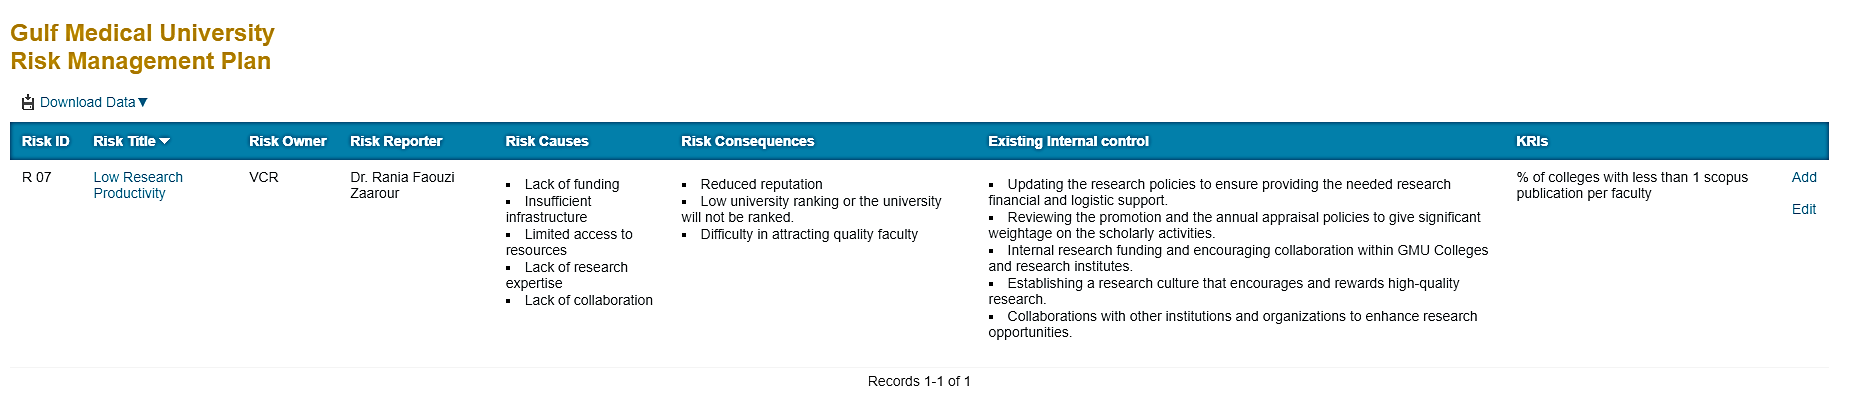 Gulf Medical University
Risk Management Plan
Download Data▼
Risk ID Risk Title Risk Owner Risk Reporter Risk Causes Risk Consequences Existing Internal control KRIs
R 07
Low Research
Productivity
VCR
Dr. Rania Faouzi
Zaarour
▪ Lack of funding
▪ Insufficient
infrastructure
▪ Limited access to
resources
▪ Lack of research
expertise
▪ Lack of collaboration
▪ Reduced reputation
▪ Low university ranking or the university
will not be ranked.
▪ Difficulty in attracting quality faculty
▪ Updating the research policies to ensure providing the needed research
financial and logistic support.
▪ Reviewing the promotion and the annual appraisal policies to give significant
weightage on the scholarly activities.
▪ Internal research funding and encouraging collaboration within GMU Colleges
and research institutes.
▪ Establishing a research culture that encourages and rewards high-quality
research.
▪ Collaborations with other institutions and organizations to enhance research
opportunities.
% of colleges with less than 1 scopus
publication per faculty
Add
Edit
Records 1-1 of 1